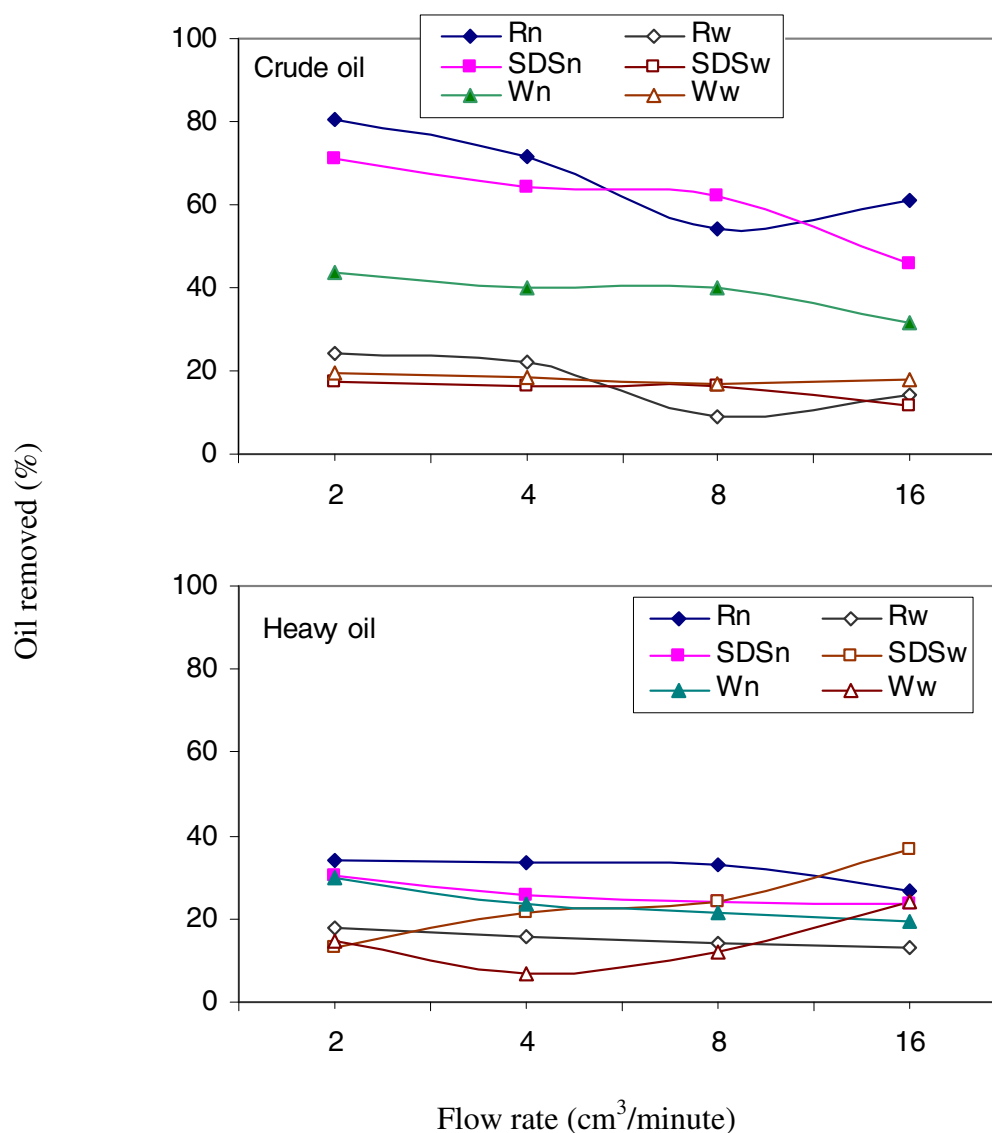 100
80
60
40
20
0
Crude oil
Rn Rw
SDSn SDSw
Wn Ww
2 4 8 16
Oil removed (%)
100
80
60
40
20
0
Heavy oil
Rn Rw
SDSn SDSw
Wn Ww
2 4 8 16
Flow rate (cm³/minute)